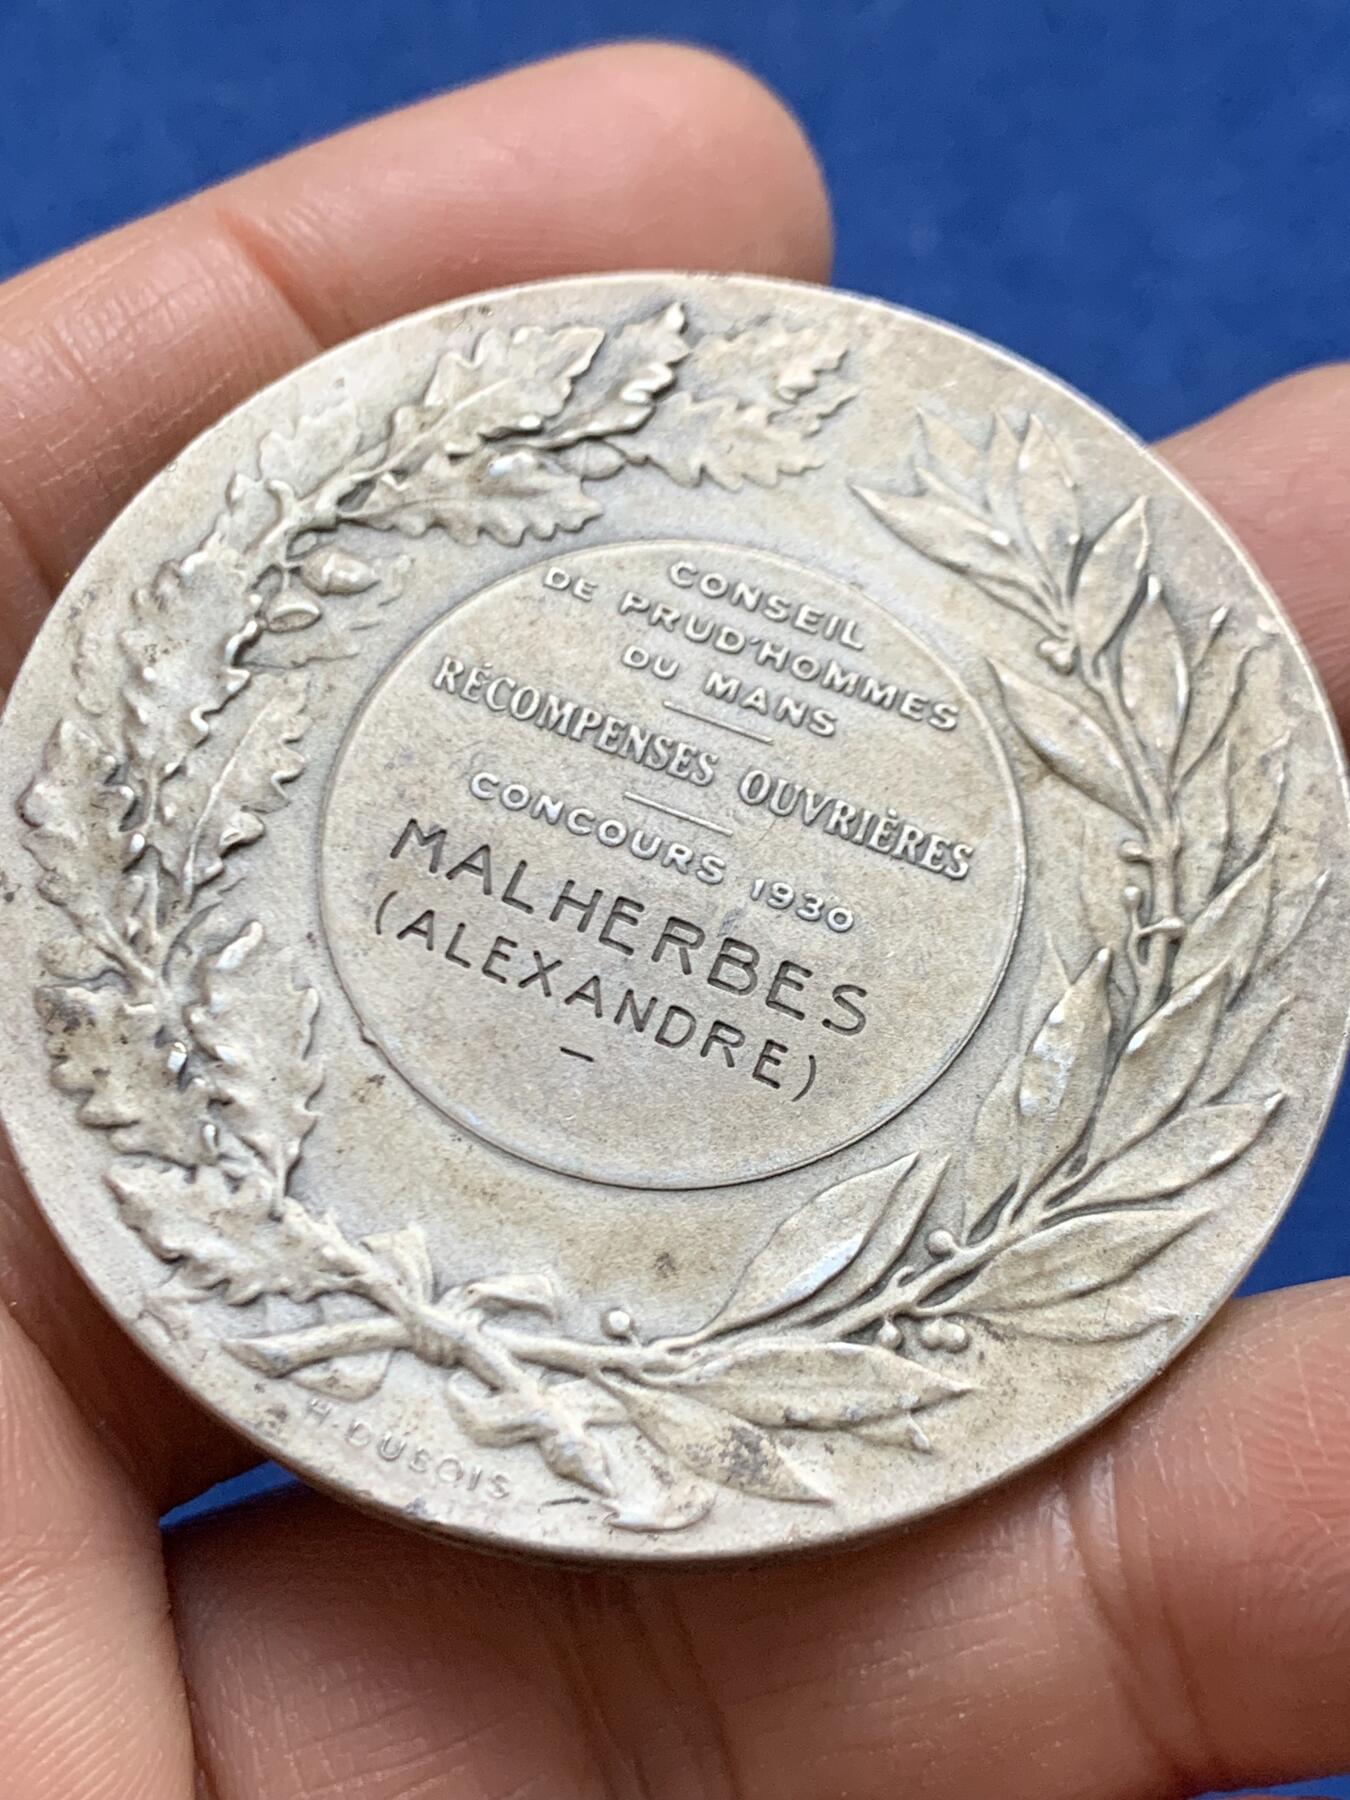 CONSEIL
DE PRUD'HOMMES
DU MANS
RÉCOMPENSES OUVRIÈRES
CONCOURS 1930
MALHERBES
(ALEXANDRE)
H. DUBOIS